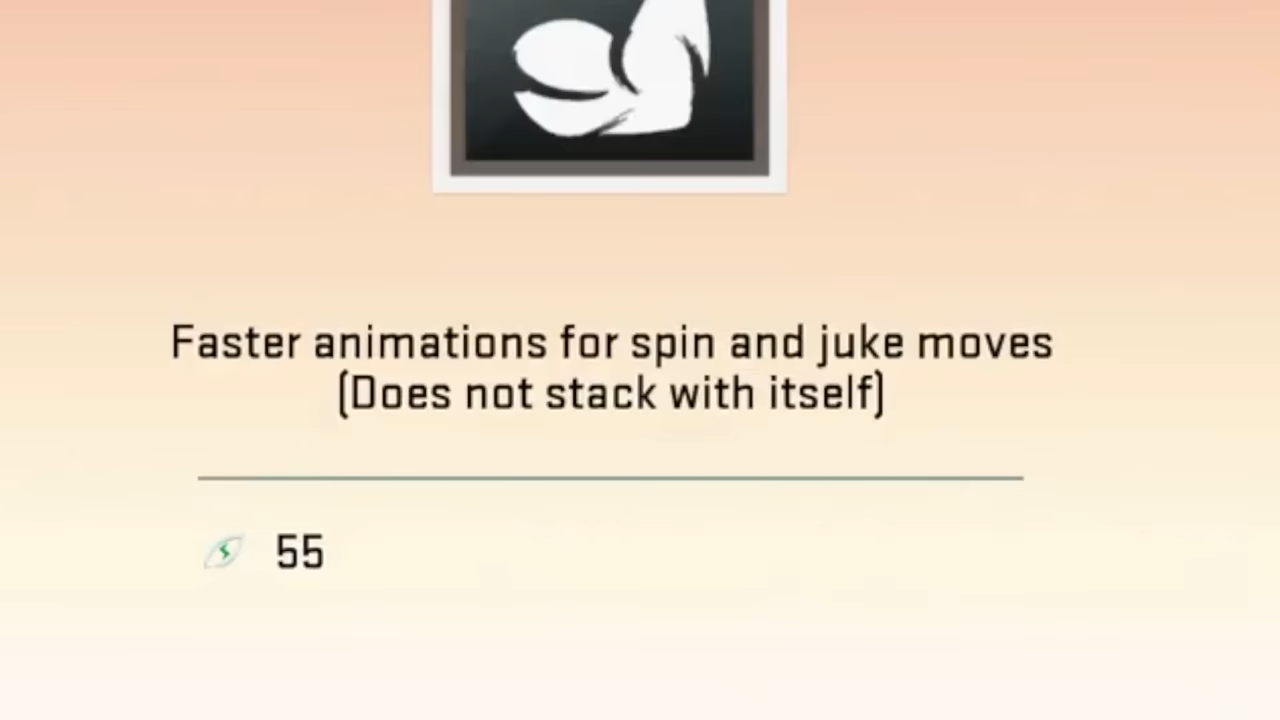 Faster animations for spin and juke moves
(Does not stack with itself)
55